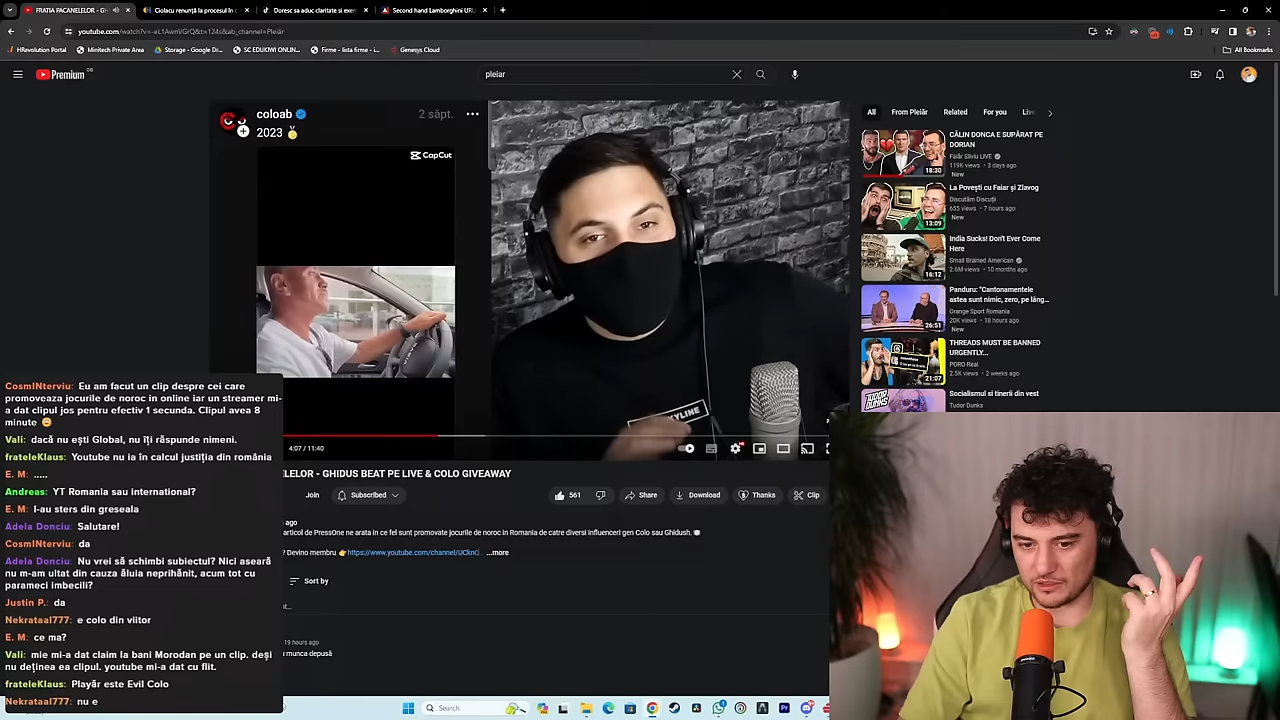 FRATIA PACANELELOR - GH
Ciolacu renunță la procesul în c
Doresc sa aduc claritate si exer
Second hand Lamborghini URU
youtube.com/watch?v=-eL1AwnVGrQ&t=124s&ab_channel=Pleiăr
HRevolution Portal
Minitech Private Area
Storage - Google Dr...
SC EDUKIWI ONLIN...
Firme - lista firme - i...
Genesys Cloud
All Bookmarks
Premium
pleiar
coloab
2 săpt.
2023
CapCut
KYLINE
4:07 / 11:40
ELELOR - GHIDUS BEAT PE LIVE & COLO GIVEAWAY
Join
Subscribed
561
Share
Download
Thanks
Clip
s ago
articol de PressOne ne arata in ce fel sunt promovate jocurile de noroc in Romania de catre diversi influenceri gen Colo sau Ghidush.
? Devino membru https://www.youtube.com/channel/UCknQ ...more
Sort by
19 hours ago
u munca depusă
All
From Pleiăr
Related
For you
Live
CĂLIN DONCA E SUPĂRAT PE
DORIAN
Faiăr Silviu LIVE
119K views • 3 days ago
New
18:30
La Povești cu Faiar și Zlavog
Discutăm Discuții
655 views • 7 hours ago
New
13:09
India Sucks! Don't Ever Come
Here
Small Brained American
2.6M views • 10 months ago
16:12
Panduru: "Cantonamentele
astea sunt nimic, zero, pe lâng...
Orange Sport Romania
20K views • 18 hours ago
New
26:51
THREADS MUST BE BANNED
URGENTLY...
PORO Real
2.5K views • 2 weeks ago
21:07
Socialismul si tinerii din vest
Tudor Dunks
TUDOR
DUNKS
CosmINterviu: Eu am facut un clip despre cei care
promoveaza jocurile de noroc in online iar un streamer mi-
a dat clipul jos pentru efectiv 1 secunda. Clipul avea 8
minute
Vali: dacă nu ești Global, nu îți răspunde nimeni.
frateleKlaus: Youtube nu ia în calcul justiția din românia
E. M: .....
Andreas: YT Romania sau international?
E. M: l-au sters din greseala
Adela Donciu: Salutare!
CosmINterviu: da
Adela Donciu: Nu vrei să schimbi subiectul? Nici aseară
nu m-am uitat din cauza ăluia neprihănit, acum tot cu
parameci imbecili?
Justin P.: da
Nekrataal777: e colo din viitor
E. M: ce ma?
Vali: mie mi-a dat claim la bani Morodan pe un clip. deși
nu deținea ea clipul. youtube mi-a dat cu flit.
frateleKlaus: Playăr este Evil Colo
Nekrataal777: nu e
Search